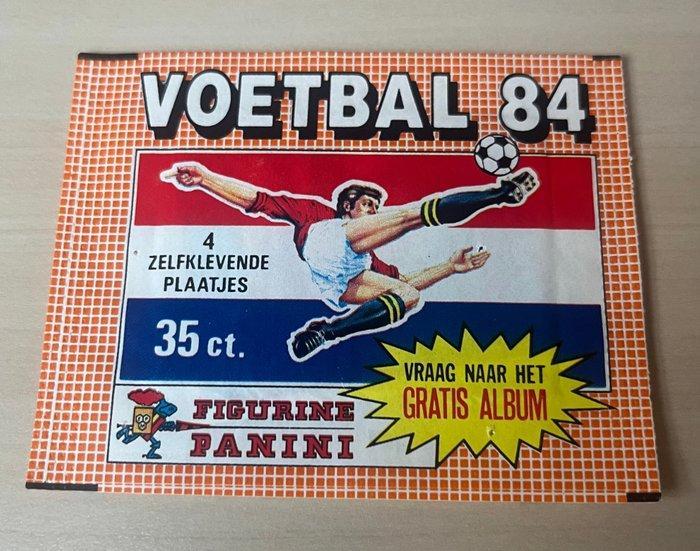 VOETBAL 84
4
ZELFKLEVENDE
PLAATJES
35 ct.
VRAAG NAAR HET
GRATIS ALBUM
FIGURINE
PANINI